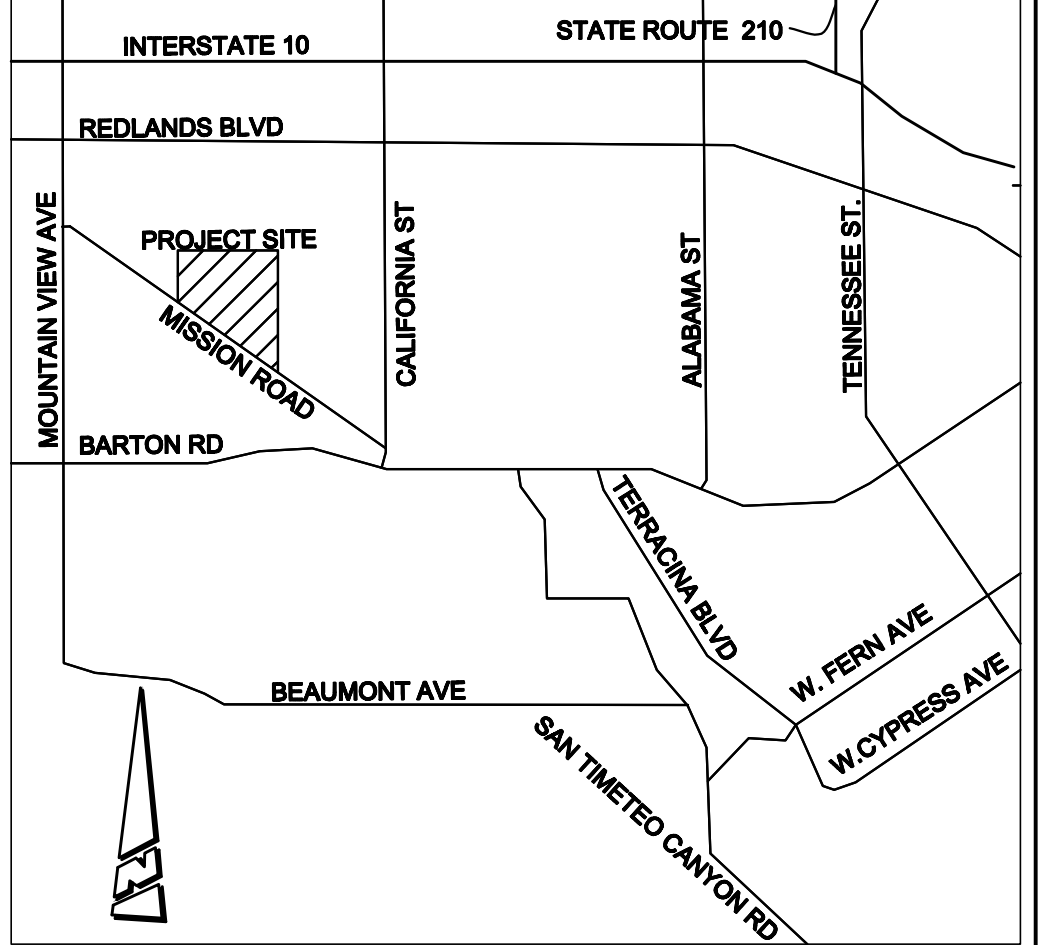 STATE ROUTE 210
INTERSTATE 10
REDLANDS BLVD
MOUNTAIN VIEW AVE
PROJECT SITE
CALIFORNIA ST
ALABAMA ST
TENNESSEE ST.
MISSION ROAD
BARTON RD
TERRACINA BLVD
W. FERN AVE
W.CYPRESS AVE
BEAUMONT AVE
SAN TIMETEO CANYON RD
N